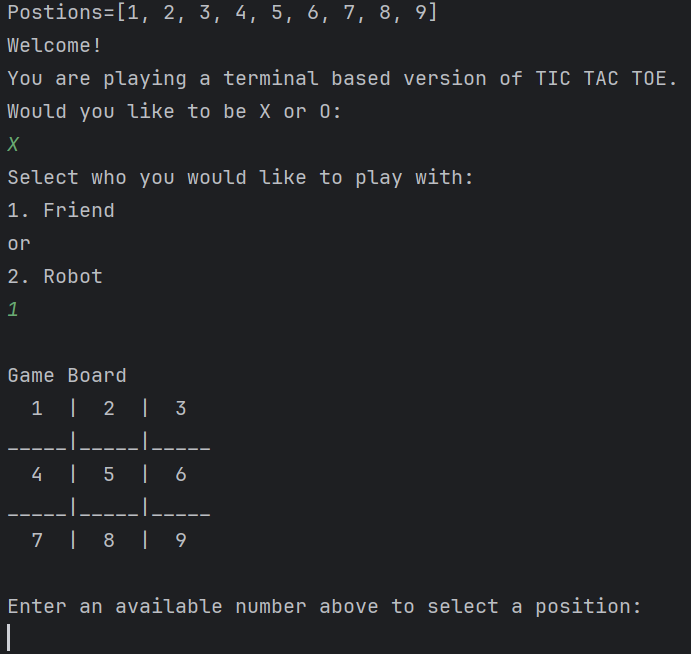 Postions=[1, 2, 3, 4, 5, 6, 7, 8, 9]
Welcome!
You are playing a terminal based version of TIC TAC TOE.
Would you like to be X or O:
X
Select who you would like to play with:
1. Friend
or
2. Robot
1
Game Board
  1  |  2  |  3
_____|_____|_____
  4  |  5  |  6
_____|_____|_____
  7  |  8  |  9
Enter an available number above to select a position: